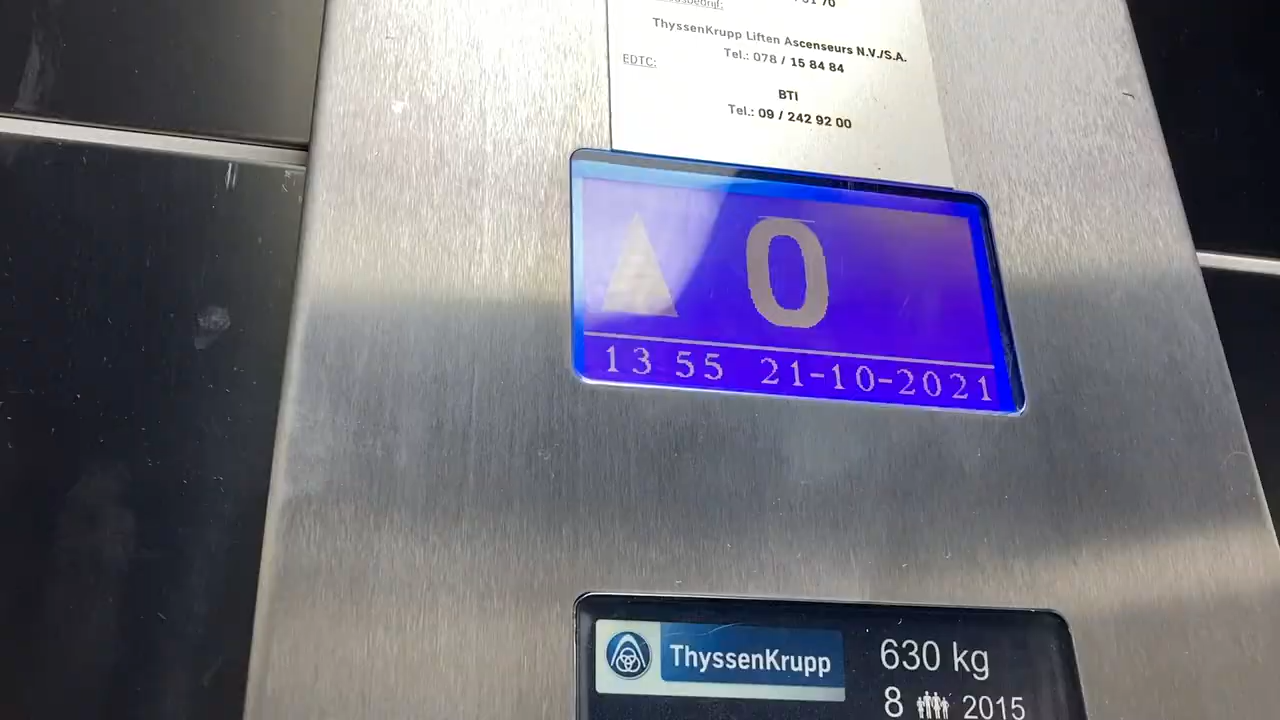 ThyssenKrupp Liften Ascenseurs N.V./S.A.
Tel.: 078 / 15 84 84
EDTC:
BTI
Tel.: 09 / 242 92 00
0
13 55 21-10-2021
ThyssenKrupp
630 kg
8 2015